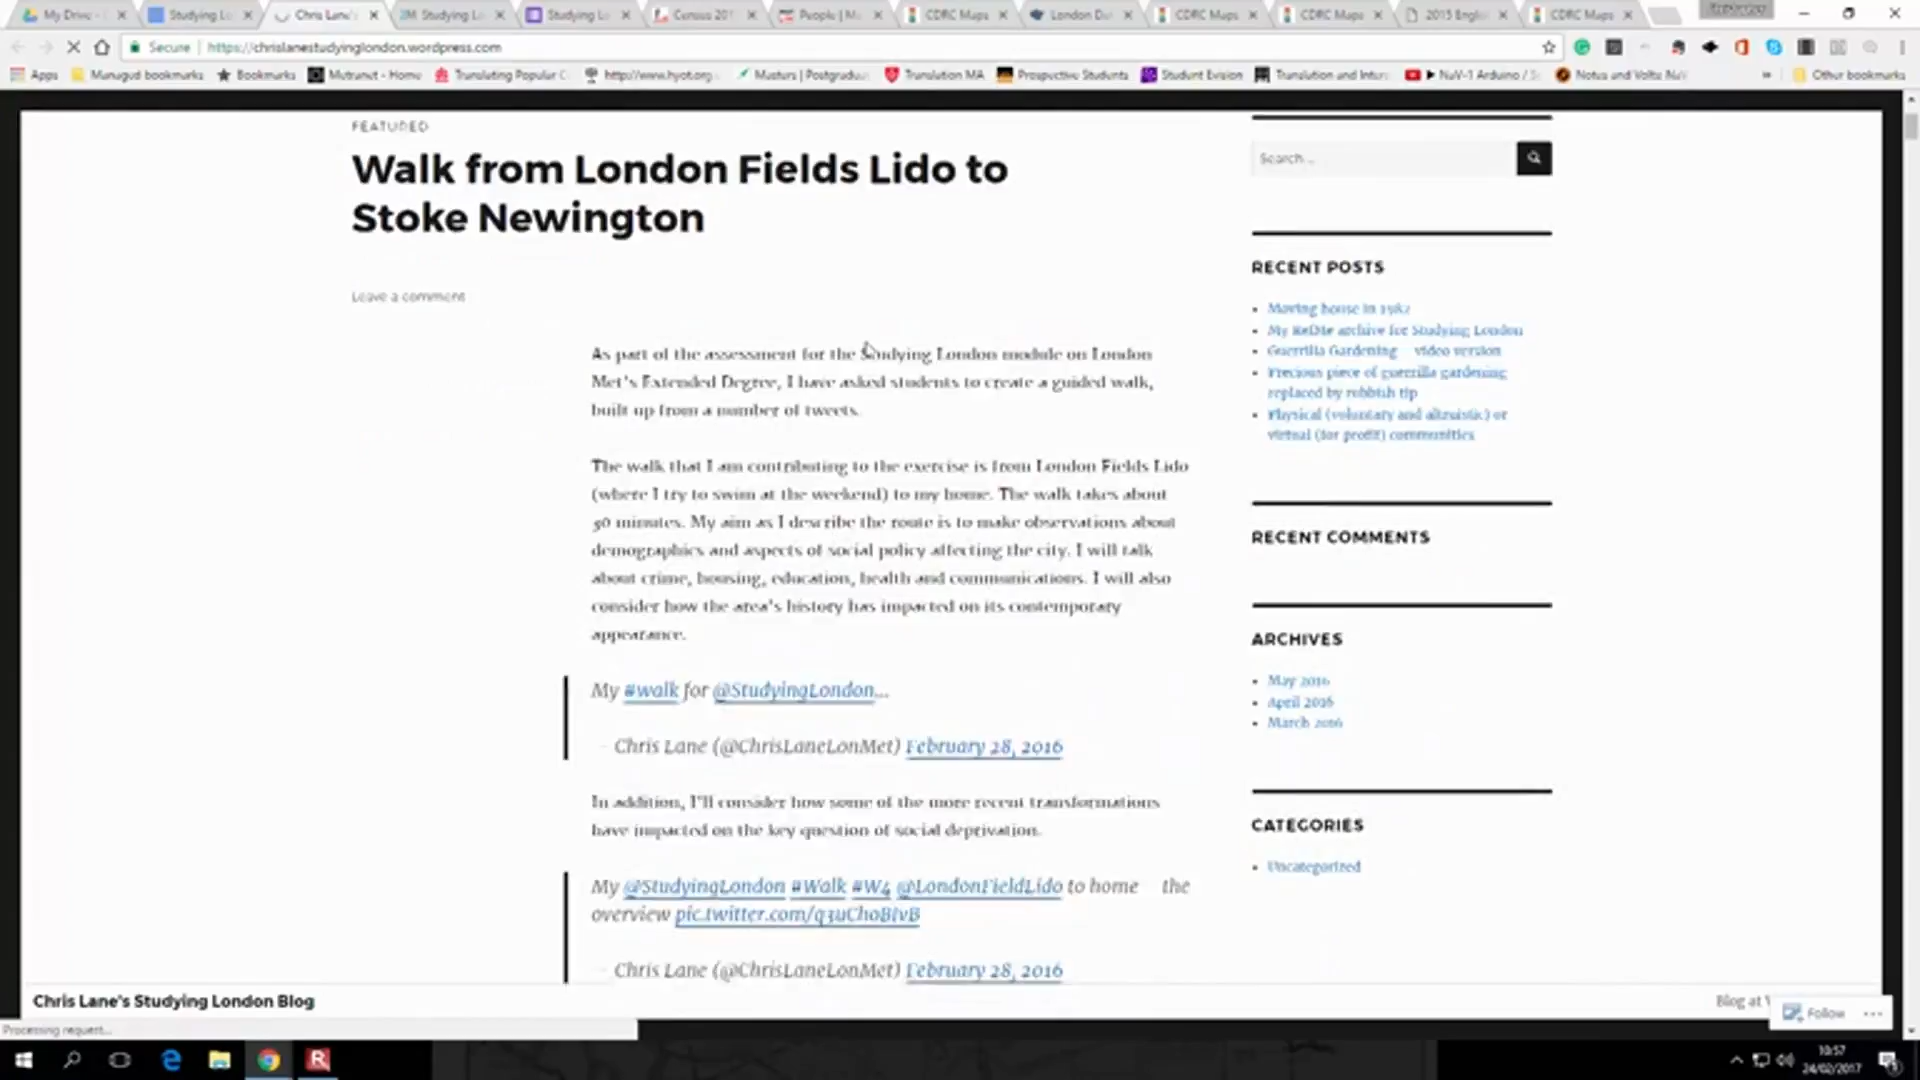 My Drive -
Studying Lo
Chris Lane's
Studying L
Studying Lo
Census 201
People | M
CDRC Maps
London Da
CDRC Maps
CDRC Maps
2015 Englis
CDRC Maps
Secure
https://chrislanestudyinglondon.wordpress.com
Apps
Managed bookmarks
Bookmarks
Metranet - Home
Translating Popular C
http://www.hyot.org
Masters | Postgradua
Translation MA
Prospective Students
Student Evision
Translation and Inter
NuV-1 Arduino / S
Other bookmarks
FEATURED
Walk from London Fields Lido to
Stoke Newington
Leave a comment
As part of the assessment for the Studying London module on London
Met's Extended Degree, I have asked students to create a guided walk,
built up from a number of tweets.
The walk that I am contributing to the exercise is from London Fields Lido
(where I try to swim at the weekend) to my home. The walk takes about
30 minutes. My aim as I describe the route is to make observations about
demographics and aspects of social policy affecting the city. I will talk
about crime, housing, education, health and communications. I will also
consider how the area's history has impacted on its contemporary
appearance.
My #walk for @StudyingLondon…
— Chris Lane (@ChrisLaneLonMet) February 28, 2016
In addition, I'll consider how some of the more recent transformations
have impacted on the key question of social deprivation.
My @StudyingLondon #Walk #W4 @LondonFieldLido to home – the
overview pic.twitter.com/q3uChoBIvB
— Chris Lane (@ChrisLaneLonMet) February 28, 2016
Search …
RECENT POSTS
Moving house in 1982
My ReDite archive for Studying London
Guerrilla Gardening – video version
Precious piece of guerrilla gardening
replaced by rubbish tip
Physical (voluntary and altruistic) or
virtual (for profit) communities
RECENT COMMENTS
ARCHIVES
May 2016
April 2016
March 2016
CATEGORIES
Uncategorized
Chris Lane's Studying London Blog
Blog at
Follow
Processing request...
10:57
24/02/2017